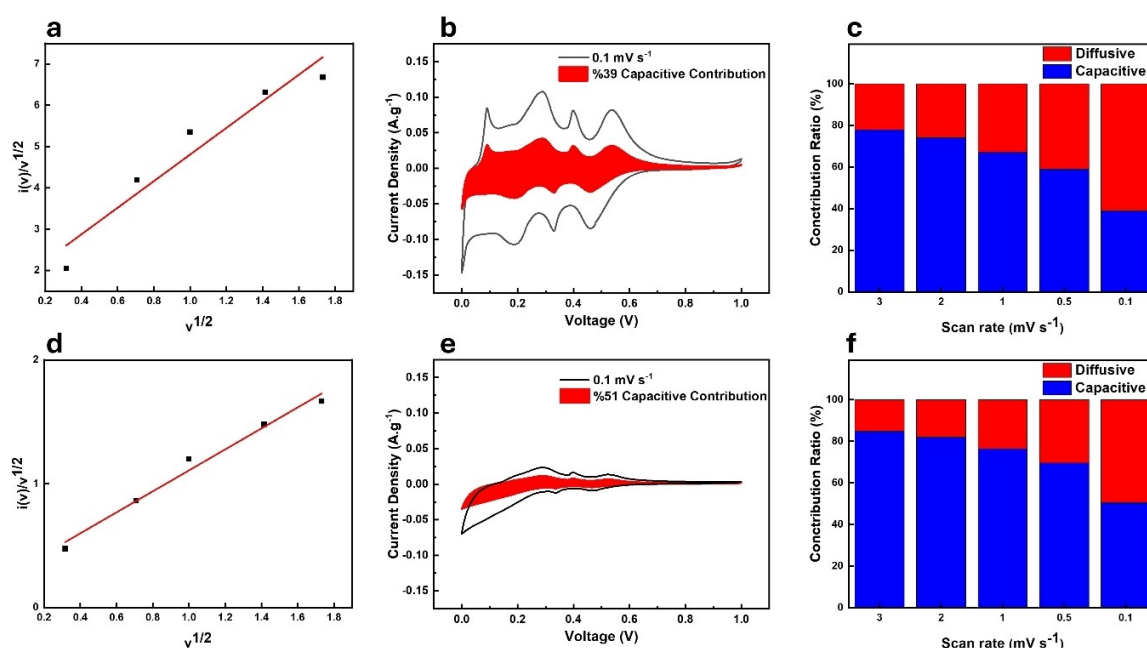 a
i(v)/v1/2
7
6
5
4
3
2
0.2 0.4 0.6 0.8 1.0 1.2 1.4 1.6 1.8
v1/2
b
0.1 mV s-1
%39 Capacitive Contribution
Current Density (A.g-1)
0.15
0.10
0.05
0.00
-0.05
-0.10
-0.15
0.0 0.2 0.4 0.6 0.8 1.0
Voltage (V)
c
Diffusive
Capacitive
Conctribution Ratio (%)
100
80
60
40
20
0
3 2 1 0.5 0.1
Scan rate (mV s-1)
d
i(v)/v1/2
2
1
0
0.2 0.4 0.6 0.8 1.0 1.2 1.4 1.6 1.8
v1/2
e
0.1 mV s-1
%51 Capacitive Contribution
Current Density (A.g-1)
0.15
0.10
0.05
0.00
-0.05
-0.10
-0.15
0.0 0.2 0.4 0.6 0.8 1.0
Voltage (V)
f
Diffusive
Capacitive
Conctribution Ratio (%)
100
80
60
40
20
0
3 2 1 0.5 0.1
Scan rate (mV s-1)